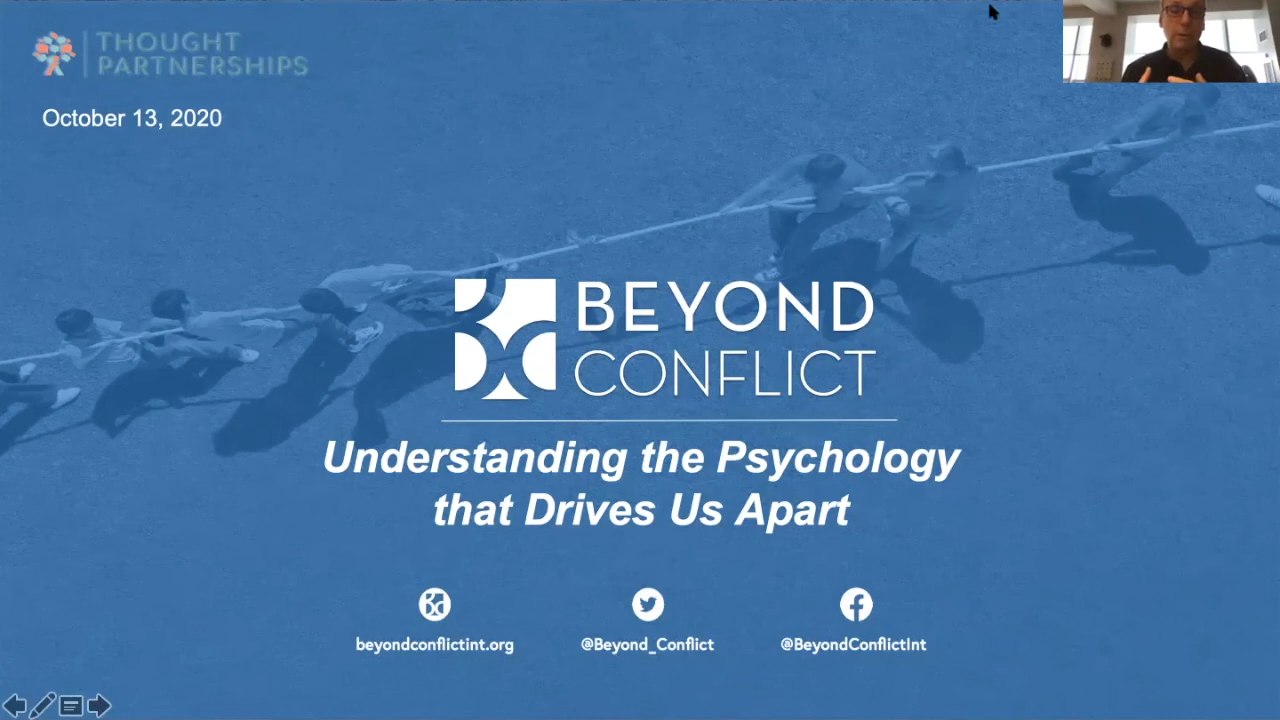 THOUGHT
PARTNERSHIPS
October 13, 2020
BEYOND
CONFLICT
Understanding the Psychology
that Drives Us Apart
beyondconflictint.org
@Beyond_Conflict
@BeyondConflictInt